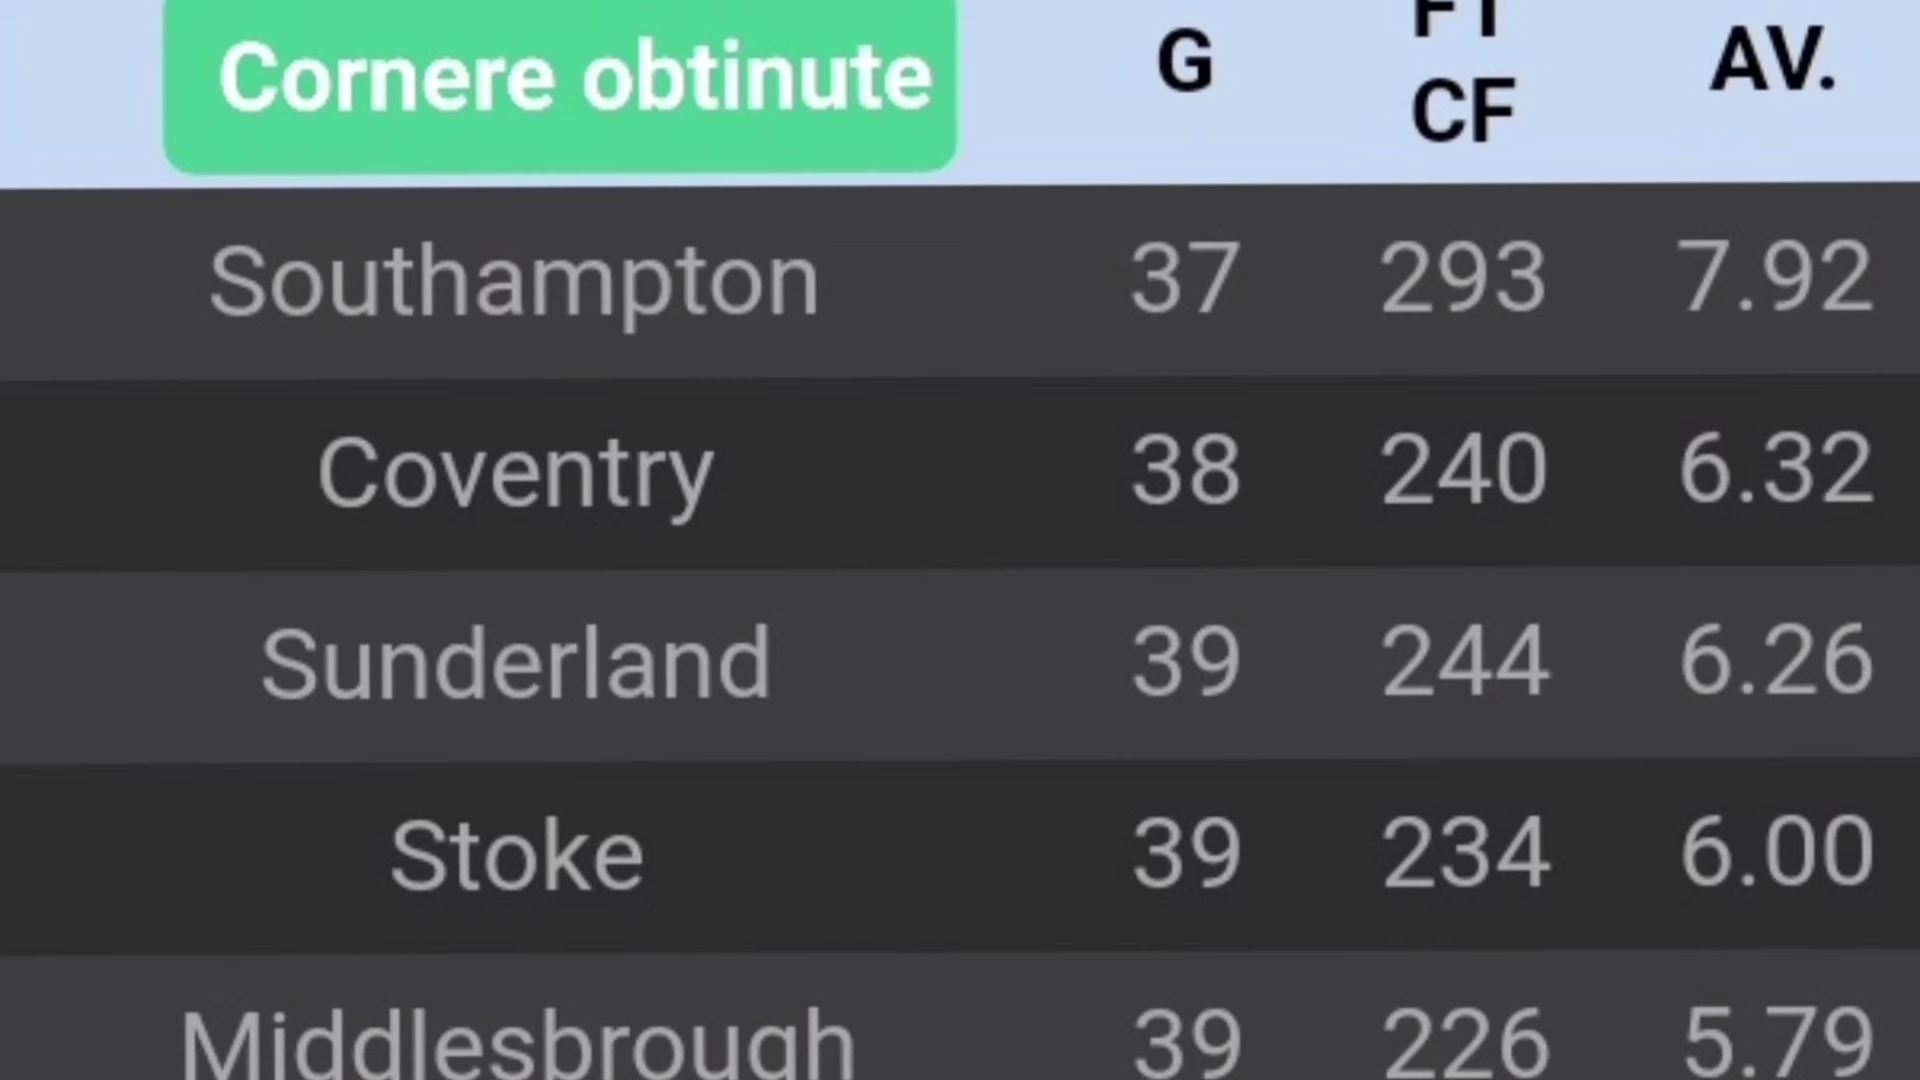 Cornere obtinute G FT CF AV.
Southampton 37 293 7.92
Coventry 38 240 6.32
Sunderland 39 244 6.26
Stoke 39 234 6.00
Middlesbrough 39 226 5.79